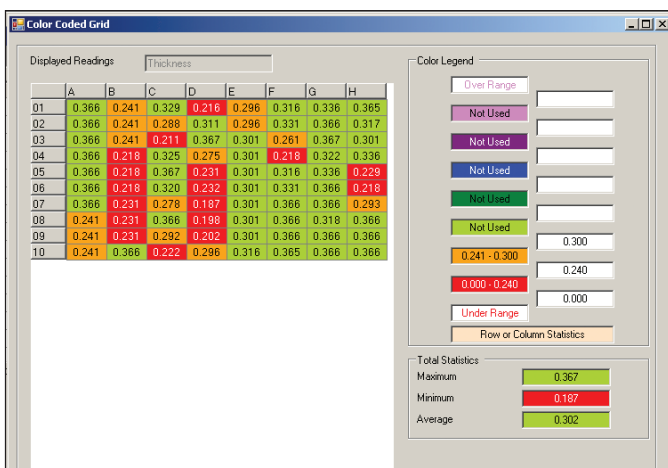 Color Coded Grid
Displayed Readings Thickness
A B C D E F G H
01 0.366 0.241 0.329 0.216 0.296 0.316 0.336 0.365
02 0.366 0.241 0.288 0.311 0.296 0.331 0.366 0.317
03 0.366 0.241 0.211 0.367 0.301 0.261 0.367 0.301
04 0.366 0.218 0.325 0.275 0.301 0.218 0.322 0.336
05 0.366 0.218 0.367 0.231 0.301 0.316 0.336 0.229
06 0.366 0.218 0.320 0.232 0.301 0.331 0.366 0.218
07 0.366 0.231 0.278 0.187 0.301 0.366 0.366 0.293
08 0.241 0.231 0.366 0.198 0.301 0.366 0.318 0.366
09 0.241 0.231 0.292 0.202 0.301 0.366 0.366 0.366
10 0.241 0.366 0.222 0.296 0.316 0.365 0.366 0.366
Color Legend
Over Range
Not Used
Not Used
Not Used
Not Used
Not Used
0.300
0.241 - 0.300
0.240
0.000 - 0.240
0.000
Under Range
Row or Column Statistics
Total Statistics
Maximum 0.367
Minimum 0.187
Average 0.302